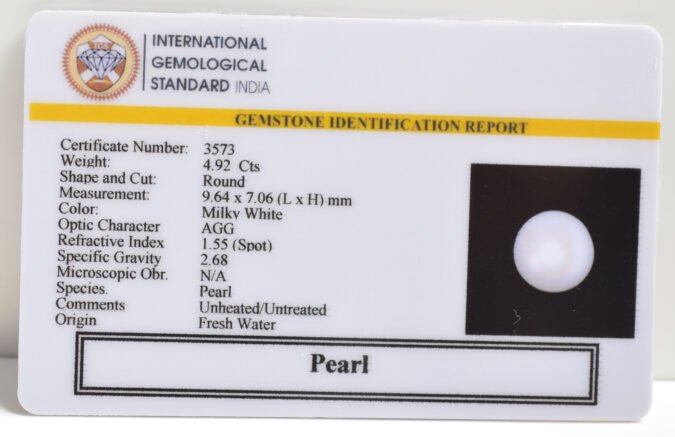 IGS
INTERNATIONAL
GEMOLOGICAL
STANDARD INDIA
GEMSTONE IDENTIFICATION REPORT
Certificate Number: 3573
Weight: 4.92 Cts
Shape and Cut: Round
Measurement: 9.64 x 7.06 (L x H) mm
Color: Milky White
Optic Character AGG
Refractive Index 1.55 (Spot)
Specific Gravity 2.68
Microscopic Obr. N/A
Species. Pearl
Comments Unheated/Untreated
Origin Fresh Water
Pearl